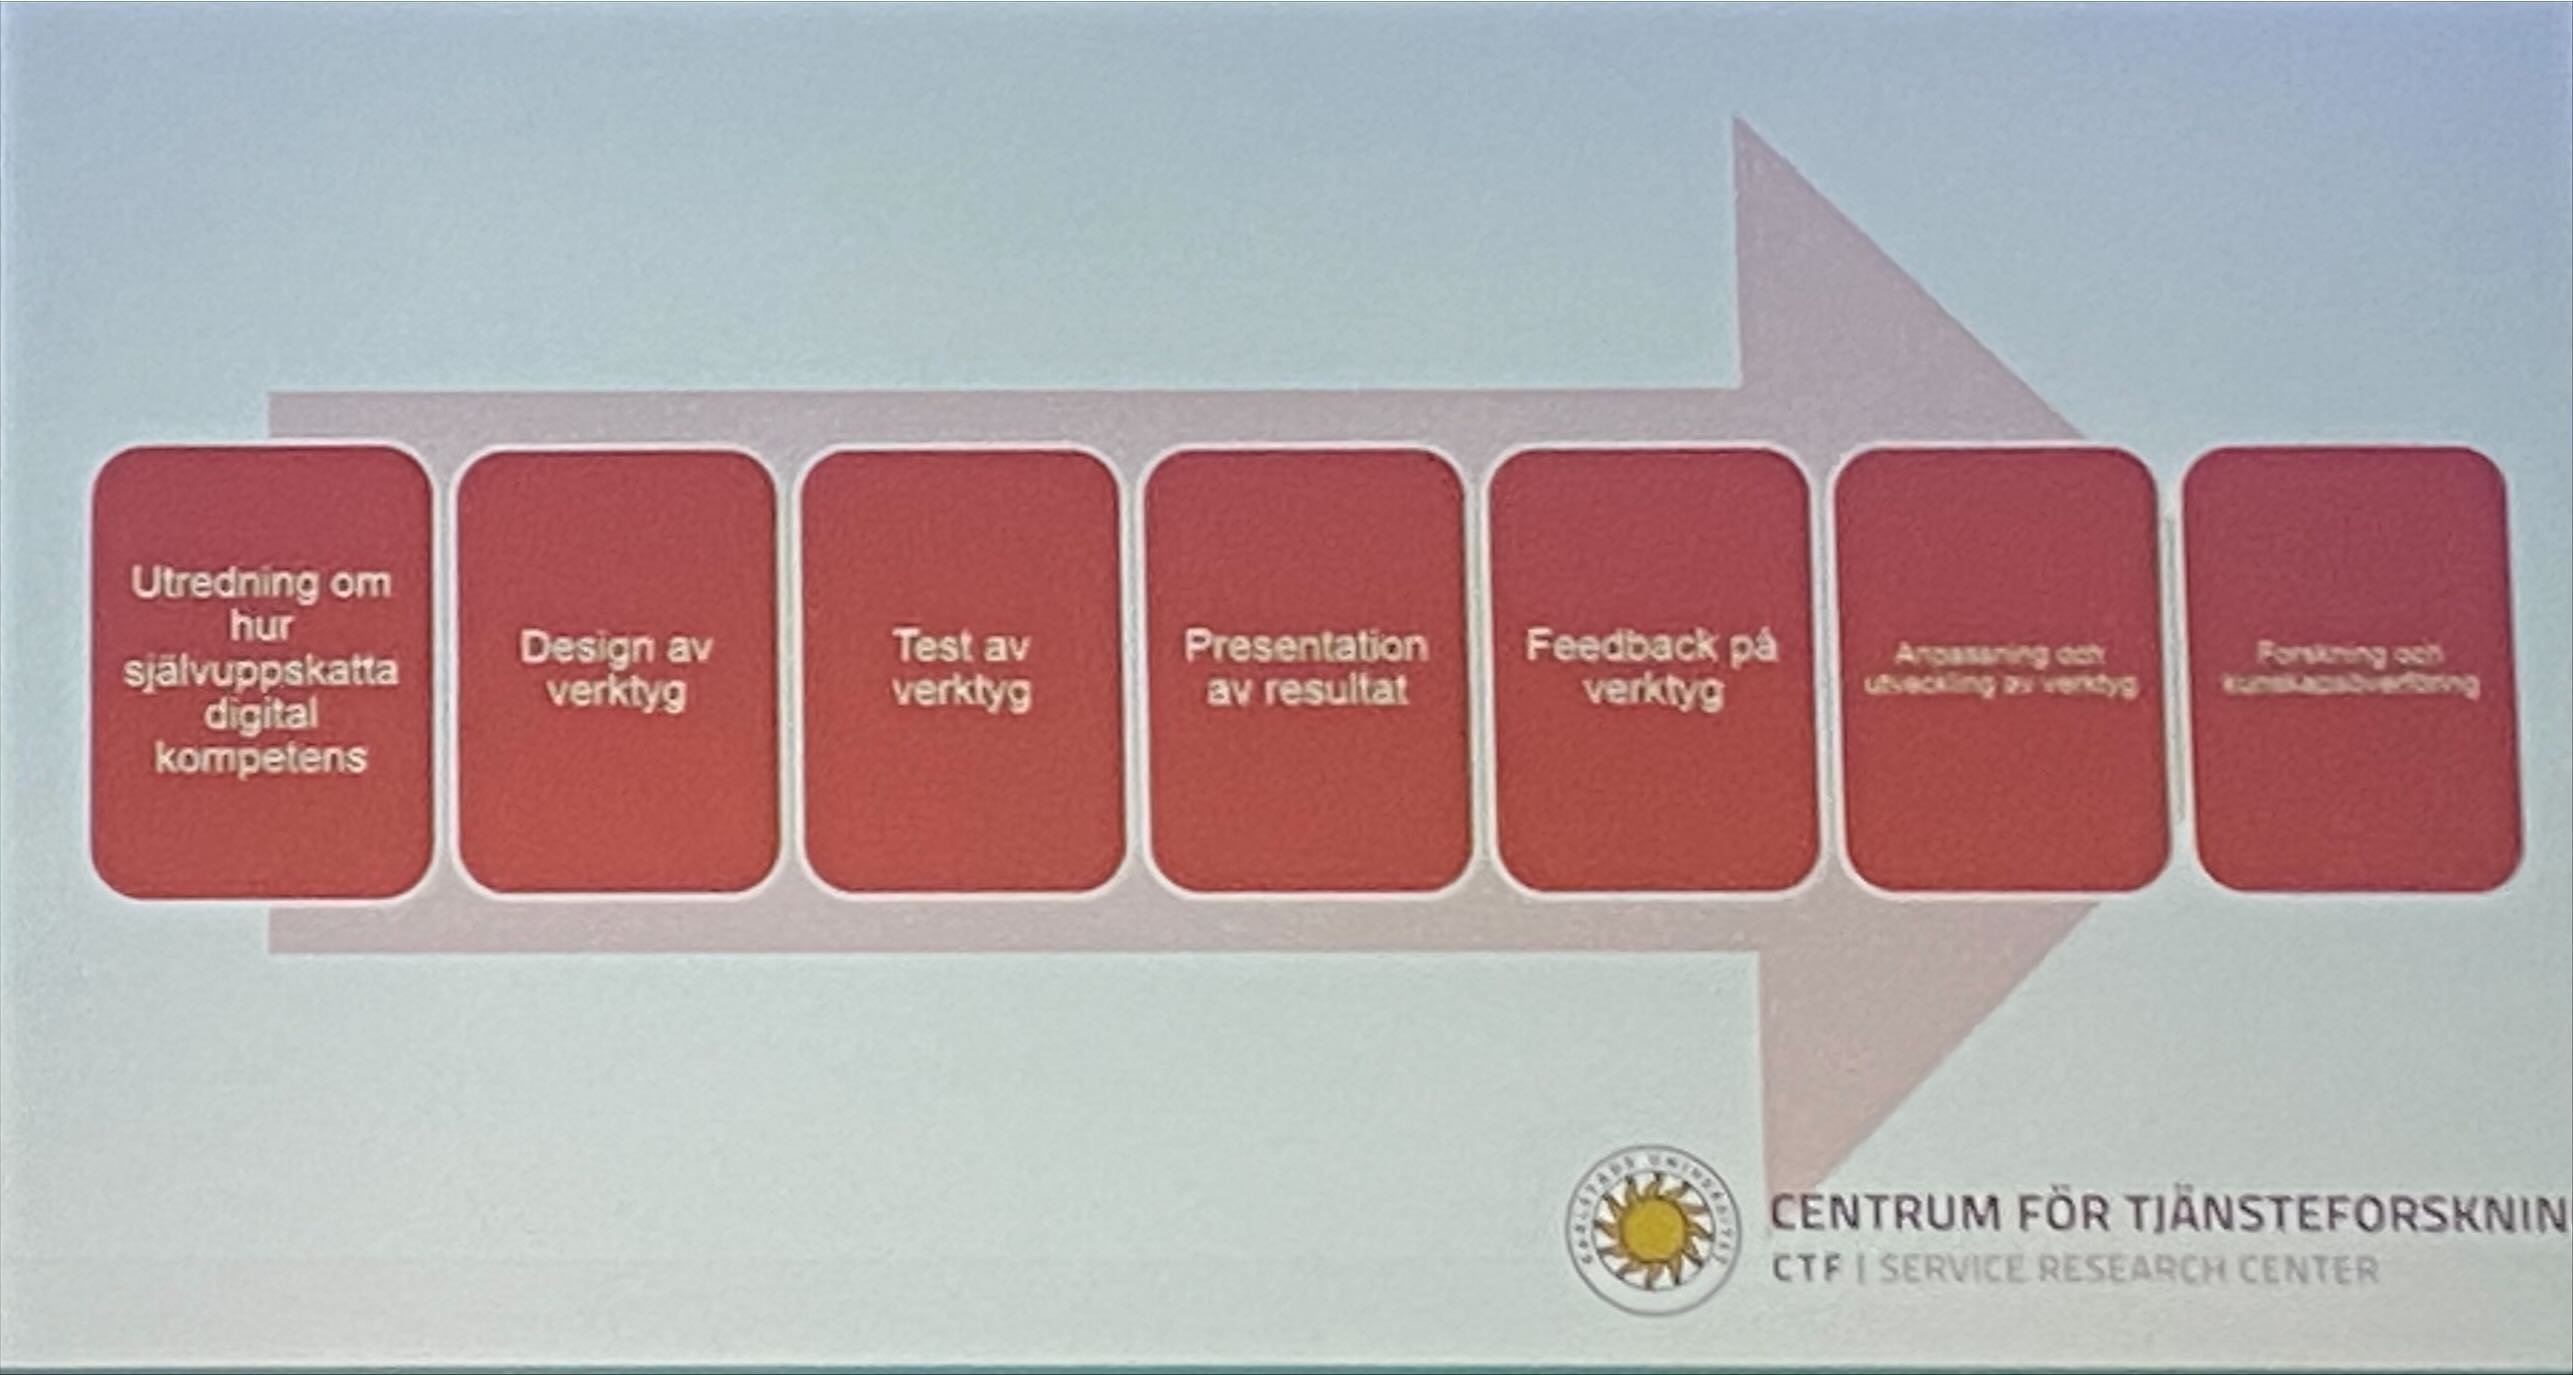 Utredning om
hur
självuppskatta
digital
kompetens
Design av
verktyg
Test av
verktyg
Presentation
av resultat
Feedback på
verktyg
Anpassning och
utveckling av verktyg
Forskning och
kunskapsöverföring
KARLSTADS UNIVERSITET
CENTRUM FÖR TJÄNSTEFORSKNIN
CTF | SERVICE RESEARCH CENTER